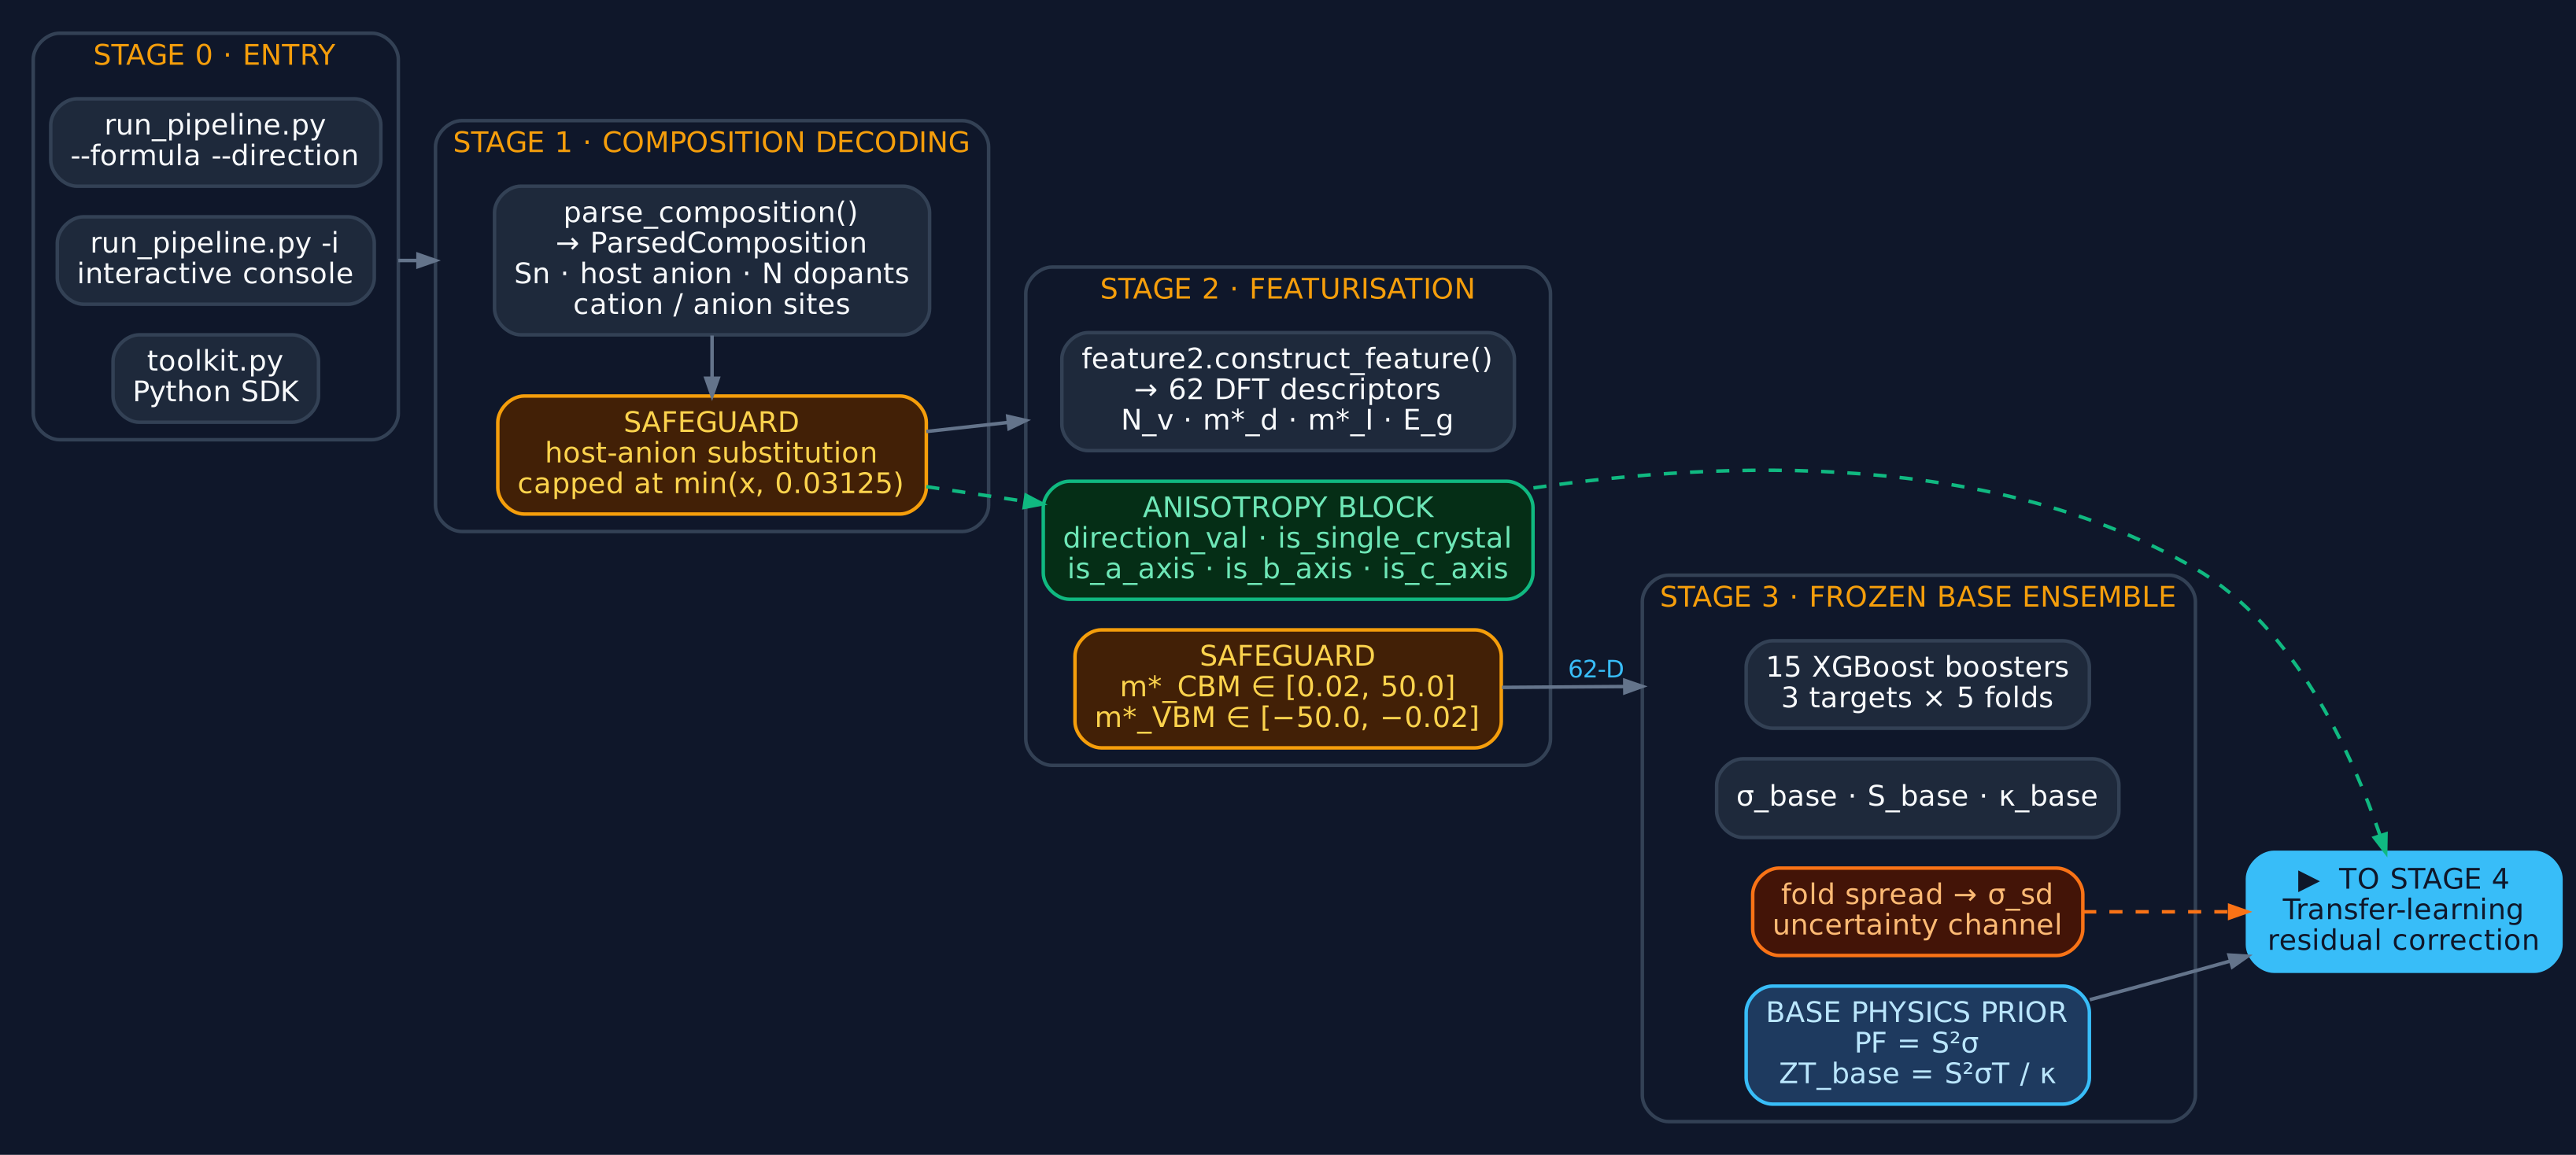 STAGE 0 · ENTRY
run_pipeline.py
--formula --direction
run_pipeline.py -i
interactive console
toolkit.py
Python SDK
STAGE 1 · COMPOSITION DECODING
parse_composition()
→ ParsedComposition
Sn · host anion · N dopants
cation / anion sites
SAFEGUARD
host-anion substitution
capped at min(x, 0.03125)
STAGE 2 · FEATURISATION
feature2.construct_feature()
→ 62 DFT descriptors
N_v · m*_d · m*_I · E_g
ANISOTROPY BLOCK
direction_val · is_single_crystal
is_a_axis · is_b_axis · is_c_axis
SAFEGUARD
m*_CBM ∈ [0.02, 50.0]
m*_VBM ∈ [−50.0, −0.02]
62-D
STAGE 3 · FROZEN BASE ENSEMBLE
15 XGBoost boosters
3 targets × 5 folds
σ_base · S_base · κ_base
fold spread → σ_sd
uncertainty channel
BASE PHYSICS PRIOR
PF = S²σ
ZT_base = S²σT / κ
▶ TO STAGE 4
Transfer-learning
residual correction